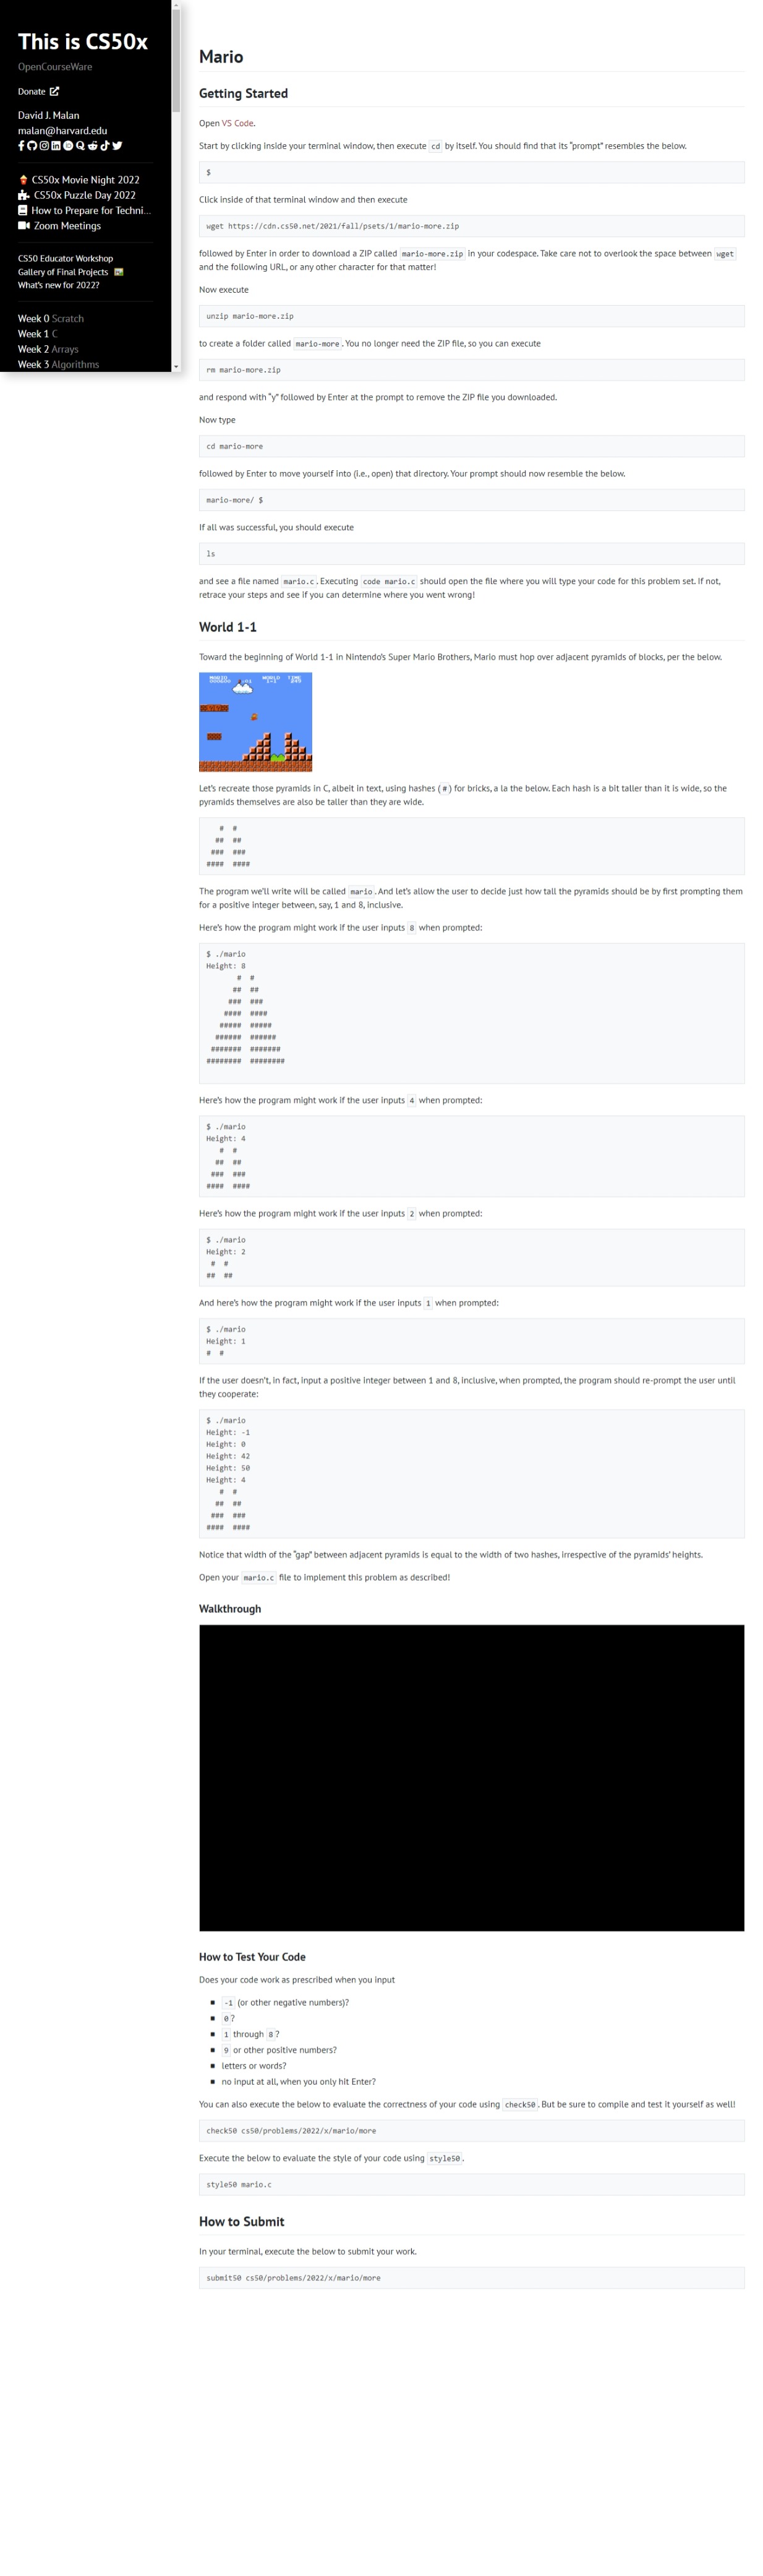 This is CS50x
OpenCourseWare
Donate
David J. Malan
malan@harvard.edu
CS50x Movie Night 2022
CS50x Puzzle Day 2022
How to Prepare for Techni...
Zoom Meetings
CS50 Educator Workshop
Gallery of Final Projects
What's new for 2022?
Week 0 Scratch
Week 1 C
Week 2 Arrays
Week 3 Algorithms
Mario
Getting Started
Open VS Code.
Start by clicking inside your terminal window, then execute cd by itself. You should find that its “prompt” resembles the below.
$
Click inside of that terminal window and then execute
wget https://cdn.cs50.net/2021/fall/psets/1/mario-more.zip
followed by Enter in order to download a ZIP called mario-more.zip in your codespace. Take care not to overlook the space between wget
and the following URL, or any other character for that matter!
Now execute
unzip mario-more.zip
to create a folder called mario-more. You no longer need the ZIP file, so you can execute
rm mario-more.zip
and respond with “y” followed by Enter at the prompt to remove the ZIP file you downloaded.
Now type
cd mario-more
followed by Enter to move yourself into (i.e., open) that directory. Your prompt should now resemble the below.
mario-more/ $
If all was successful, you should execute
ls
and see a file named mario.c. Executing code mario.c should open the file where you will type your code for this problem set. If not,
retrace your steps and see if you can determine where you went wrong!
World 1-1
Toward the beginning of World 1-1 in Nintendo’s Super Mario Brothers, Mario must hop over adjacent pyramids of blocks, per the below.
MARIO WORLD TIME
Let’s recreate those pyramids in C, albeit in text, using hashes (#) for bricks, a la the below. Each hash is a bit taller than it is wide, so the
pyramids themselves are also be taller than they are wide.
   #  #
  ##  ##
 ###  ###
####  ####
The program we’ll write will be called mario. And let’s allow the user to decide just how tall the pyramids should be by first prompting them
for a positive integer between, say, 1 and 8, inclusive.
Here’s how the program might work if the user inputs 8 when prompted:
$ ./mario
Height: 8
       #  #
      ##  ##
     ###  ###
    ####  ####
   #####  #####
  ######  ######
 #######  #######
########  ########
Here’s how the program might work if the user inputs 4 when prompted:
$ ./mario
Height: 4
   #  #
  ##  ##
 ###  ###
####  ####
Here’s how the program might work if the user inputs 2 when prompted:
$ ./mario
Height: 2
 #  #
##  ##
And here’s how the program might work if the user inputs 1 when prompted:
$ ./mario
Height: 1
#  #
If the user doesn’t, in fact, input a positive integer between 1 and 8, inclusive, when prompted, the program should re-prompt the user until
they cooperate:
$ ./mario
Height: -1
Height: 0
Height: 42
Height: 50
Height: 4
   #  #
  ##  ##
 ###  ###
####  ####
Notice that width of the “gap” between adjacent pyramids is equal to the width of two hashes, irrespective of the pyramids’ heights.
Open your mario.c file to implement this problem as described!
Walkthrough
How to Test Your Code
Does your code work as prescribed when you input
-1 (or other negative numbers)?
0?
1 through 8?
9 or other positive numbers?
letters or words?
no input at all, when you only hit Enter?
You can also execute the below to evaluate the correctness of your code using check50. But be sure to compile and test it yourself as well!
check50 cs50/problems/2022/x/mario/more
Execute the below to evaluate the style of your code using style50.
style50 mario.c
How to Submit
In your terminal, execute the below to submit your work.
submit50 cs50/problems/2022/x/mario/more